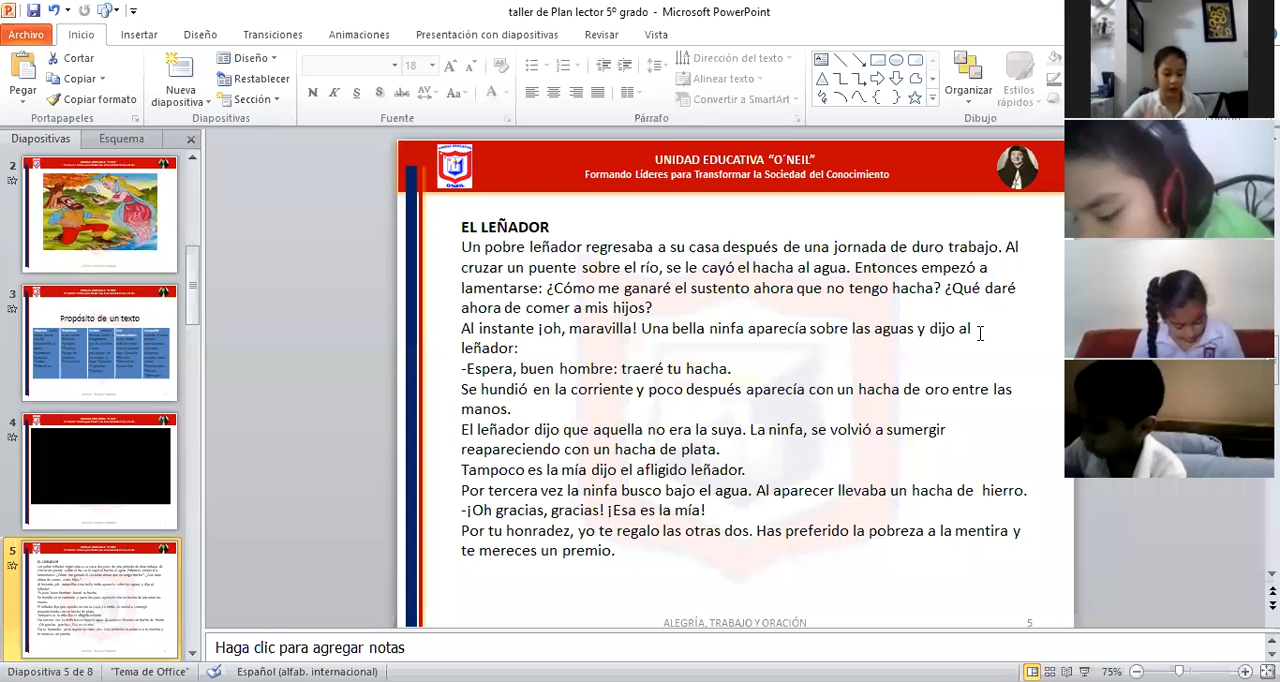 taller de Plan lector 5º grado - Microsoft PowerPoint
Archivo Inicio Insertar Diseño Transiciones Animaciones Presentación con diapositivas Revisar Vista
Pegar
Cortar
Copiar
Copiar formato
Portapapeles
Nueva diapositiva
Diseño
Restablecer
Sección
Diapositivas
18
N K S S abc AV Aa A
Fuente
Párrafo
Dirección del texto
Alinear texto
Convertir a SmartArt
Organizar
Estilos rápidos
Dibujo
Diapositivas Esquema
2
3
Propósito de un texto
4
5
UNIDAD EDUCATIVA "O´NEIL"
Formando Líderes para Transformar la Sociedad del Conocimiento
EL LEÑADOR
Un pobre leñador regresaba a su casa después de una jornada de duro trabajo. Al
cruzar un puente sobre el río, se le cayó el hacha al agua. Entonces empezó a
lamentarse: ¿Cómo me ganaré el sustento ahora que no tengo hacha? ¿Qué daré
ahora de comer a mis hijos?
Al instante ¡oh, maravilla! Una bella ninfa aparece sobre las aguas y dijo al
leñador:
-Espera, buen hombre: traeré tu hacha.
Se hundió en la corriente y poco después aparecía con un hacha de oro entre las
manos.
El leñador dijo que aquella no era la suya. La ninfa, se volvió a sumergir
reapareciendo con un hacha de plata.
Tampoco es la mía dijo el afligido leñador.
Por tercera vez la ninfa busco bajo el agua. Al aparecer llevaba un hacha de hierro.
-¡Oh gracias, gracias! ¡Esa es la mía!
Por tu honradez, yo te regalo las otras dos. Has preferido la pobreza a la mentira y
te mereces un premio.
ALEGRÍA, TRABAJO Y ORACIÓN 5
Haga clic para agregar notas
Diapositiva 5 de 8 "Tema de Office" Español (alfab. internacional) 75%